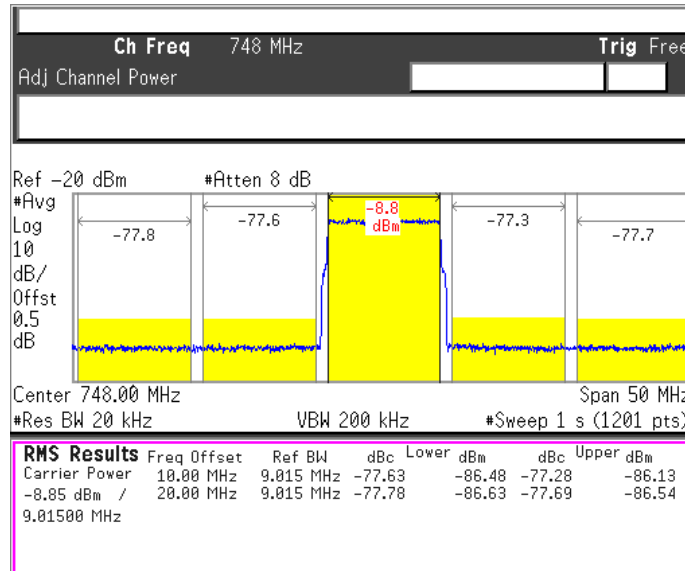 Ch Freq 748 MHz Trig Free
Adj Channel Power
Ref -20 dBm #Atten 8 dB
#Avg
Log
10
dB/
Offst
0.5
dB
-77.8 -77.6 -8.8 dBm -77.3 -77.7
Center 748.00 MHz Span 50 MHz
#Res BW 20 kHz VBW 200 kHz #Sweep 1 s (1201 pts)
RMS Results Freq Offset Ref BW dBc Lower dBm dBc Upper dBm
Carrier Power 10.00 MHz 9.015 MHz -77.63 -86.48 -77.28 -86.13
-8.85 dBm / 20.00 MHz 9.015 MHz -77.78 -86.63 -77.69 -86.54
9.01500 MHz